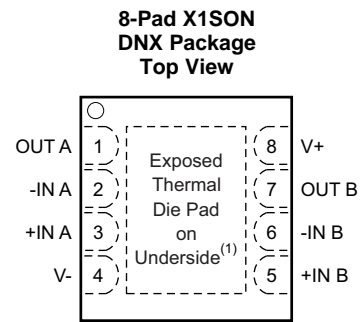 8-Pad X1SON
DNX Package
Top View
OUT A 1
-IN A 2
+IN A 3
V- 4
Exposed
Thermal
Die Pad
on
Underside(1)
8 V+
7 OUT B
6 -IN B
5 +IN B